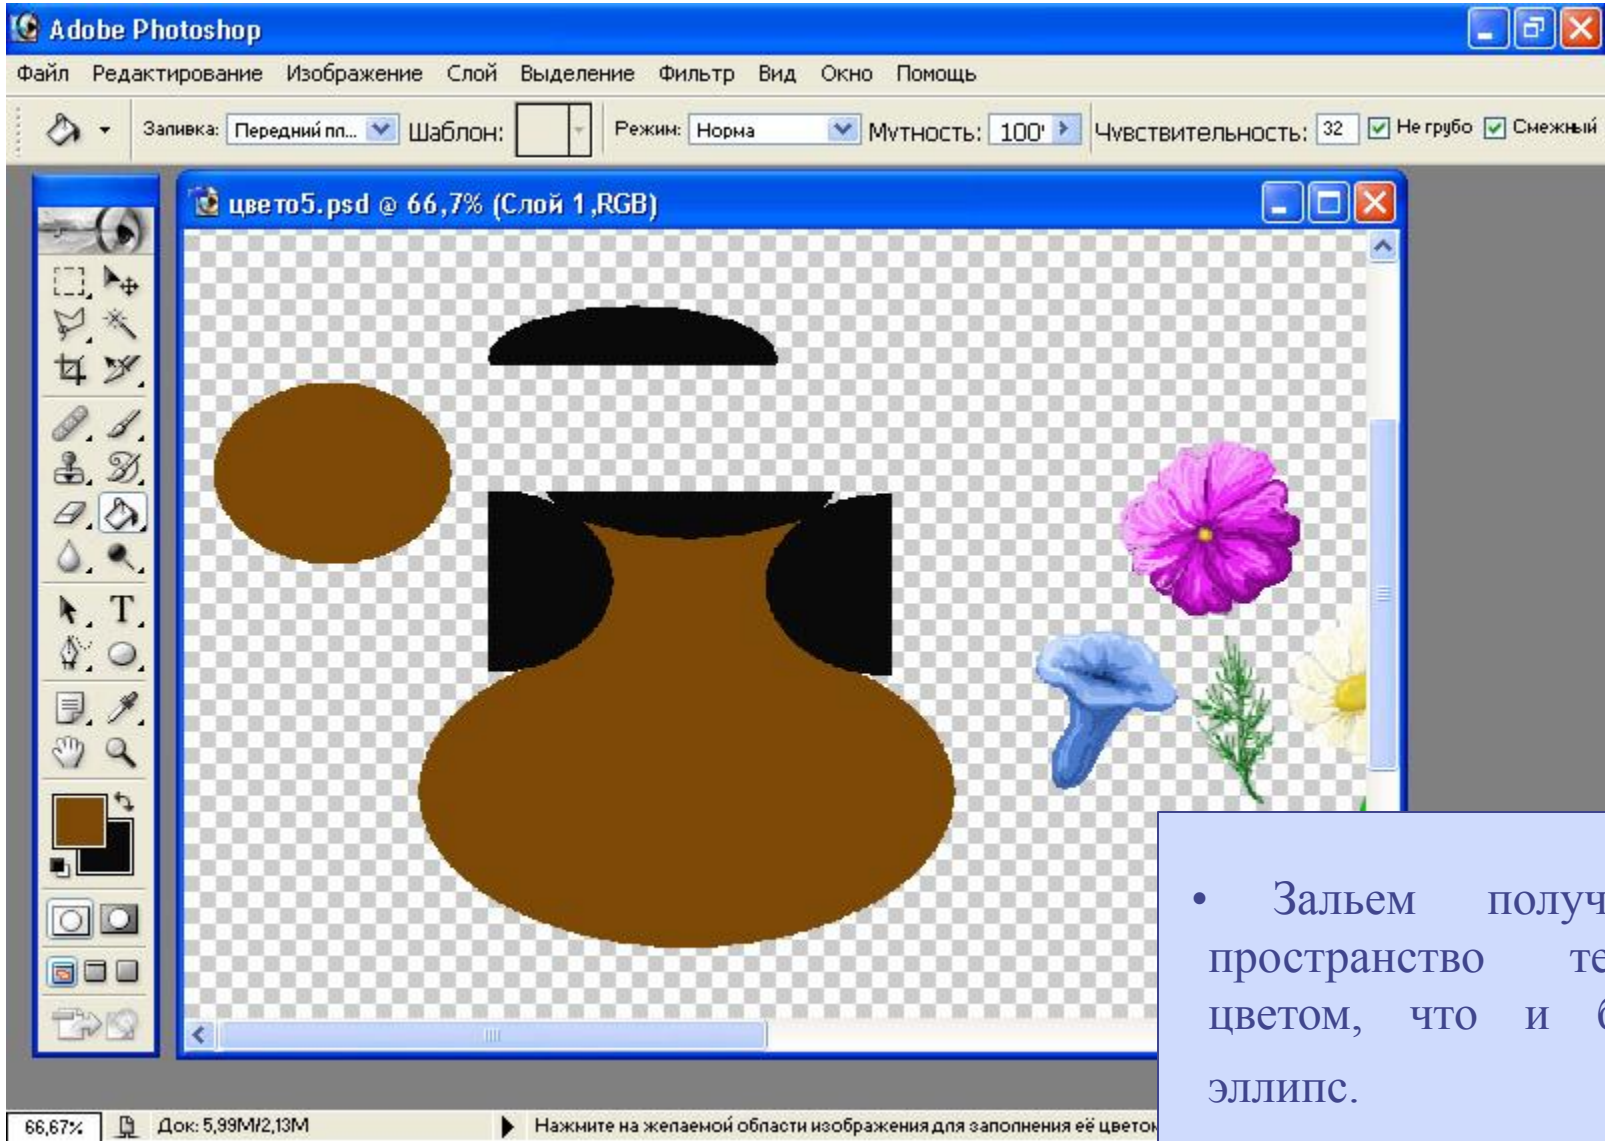 Adobe Photoshop
Файл Редактирование Изображение Слой Выделение Фильтр Вид Окно Помощь
Заливка: Передний пл... Шаблон: Режим: Норма Мутность: 100 Чувствительность: 32 Не грубо Смежный
цвето5.psd @ 66,7% (Слой 1,RGB)
T
• Зальем
пространство
цветом, что и
эллипс.
66,67% Док: 5,99M/2,13M Нажмите на желаемой области изображения для заполнения её